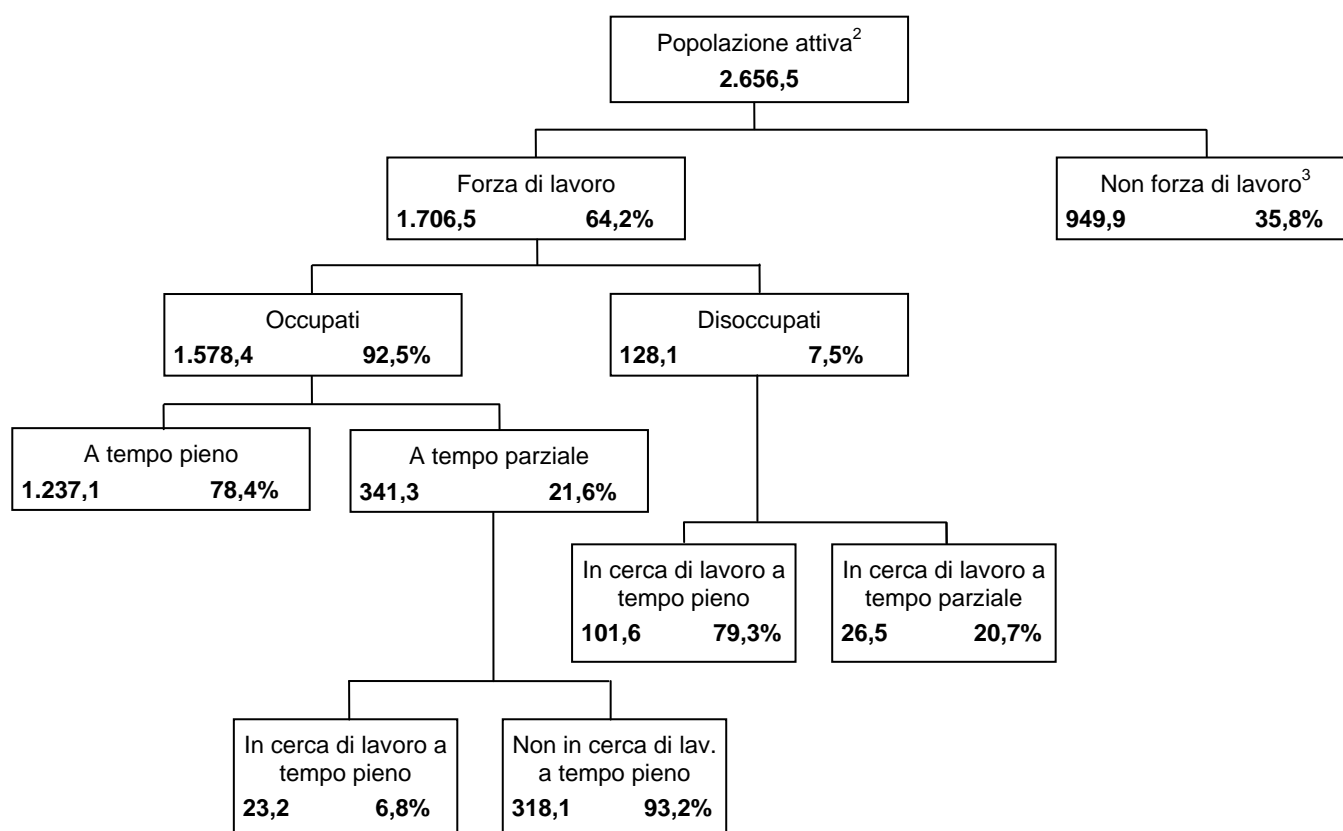 Popolazione attiva²
2.656,5
Forza di lavoro
1.706,5 64,2%
Non forza di lavoro³
949,9 35,8%
Occupati
1.578,4 92,5%
Disoccupati
128,1 7,5%
A tempo pieno
1.237,1 78,4%
A tempo parziale
341,3 21,6%
In cerca di lavoro a
tempo pieno
101,6 79,3%
In cerca di lavoro a
tempo parziale
26,5 20,7%
In cerca di lavoro a
tempo pieno
23,2 6,8%
Non in cerca di lav.
a tempo pieno
318,1 93,2%